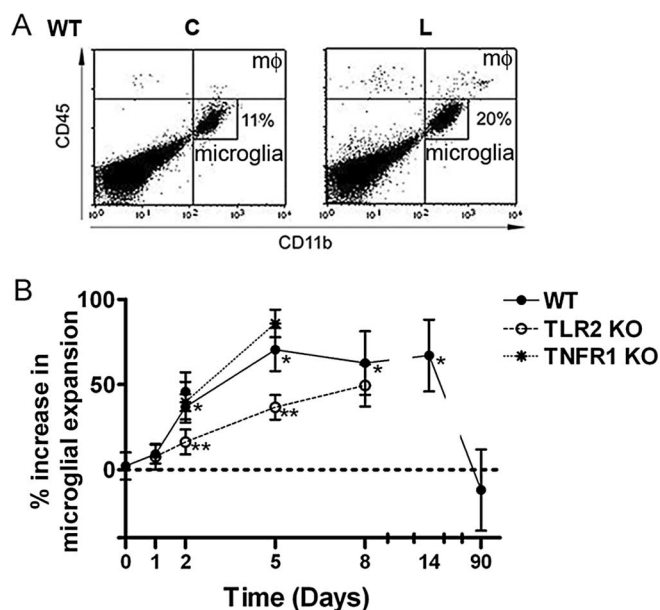 A WT C L
CD45
mϕ
11%
microglia
10⁰ 10¹ 10² 10³ 10⁴
mϕ
20%
microglia
10⁰ 10¹ 10² 10³ 10⁴
CD11b
B
% increase in
microglial expansion
100
50
0
* ** * ** * *
0 1 2 5 8 14 90
Time (Days)
WT
TLR2 KO
TNFR1 KO